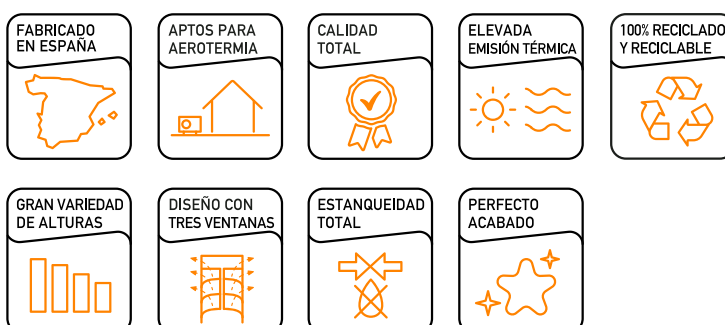 FABRICADO
EN ESPAÑA
APTOS PARA
AEROTERMIA
CALIDAD
TOTAL
ELEVADA
EMISIÓN TÉRMICA
100% RECICLADO
Y RECICLABLE
GRAN VARIEDAD
DE ALTURAS
DISEÑO CON
TRES VENTANAS
ESTANQUEIDAD
TOTAL
PERFECTO
ACABADO